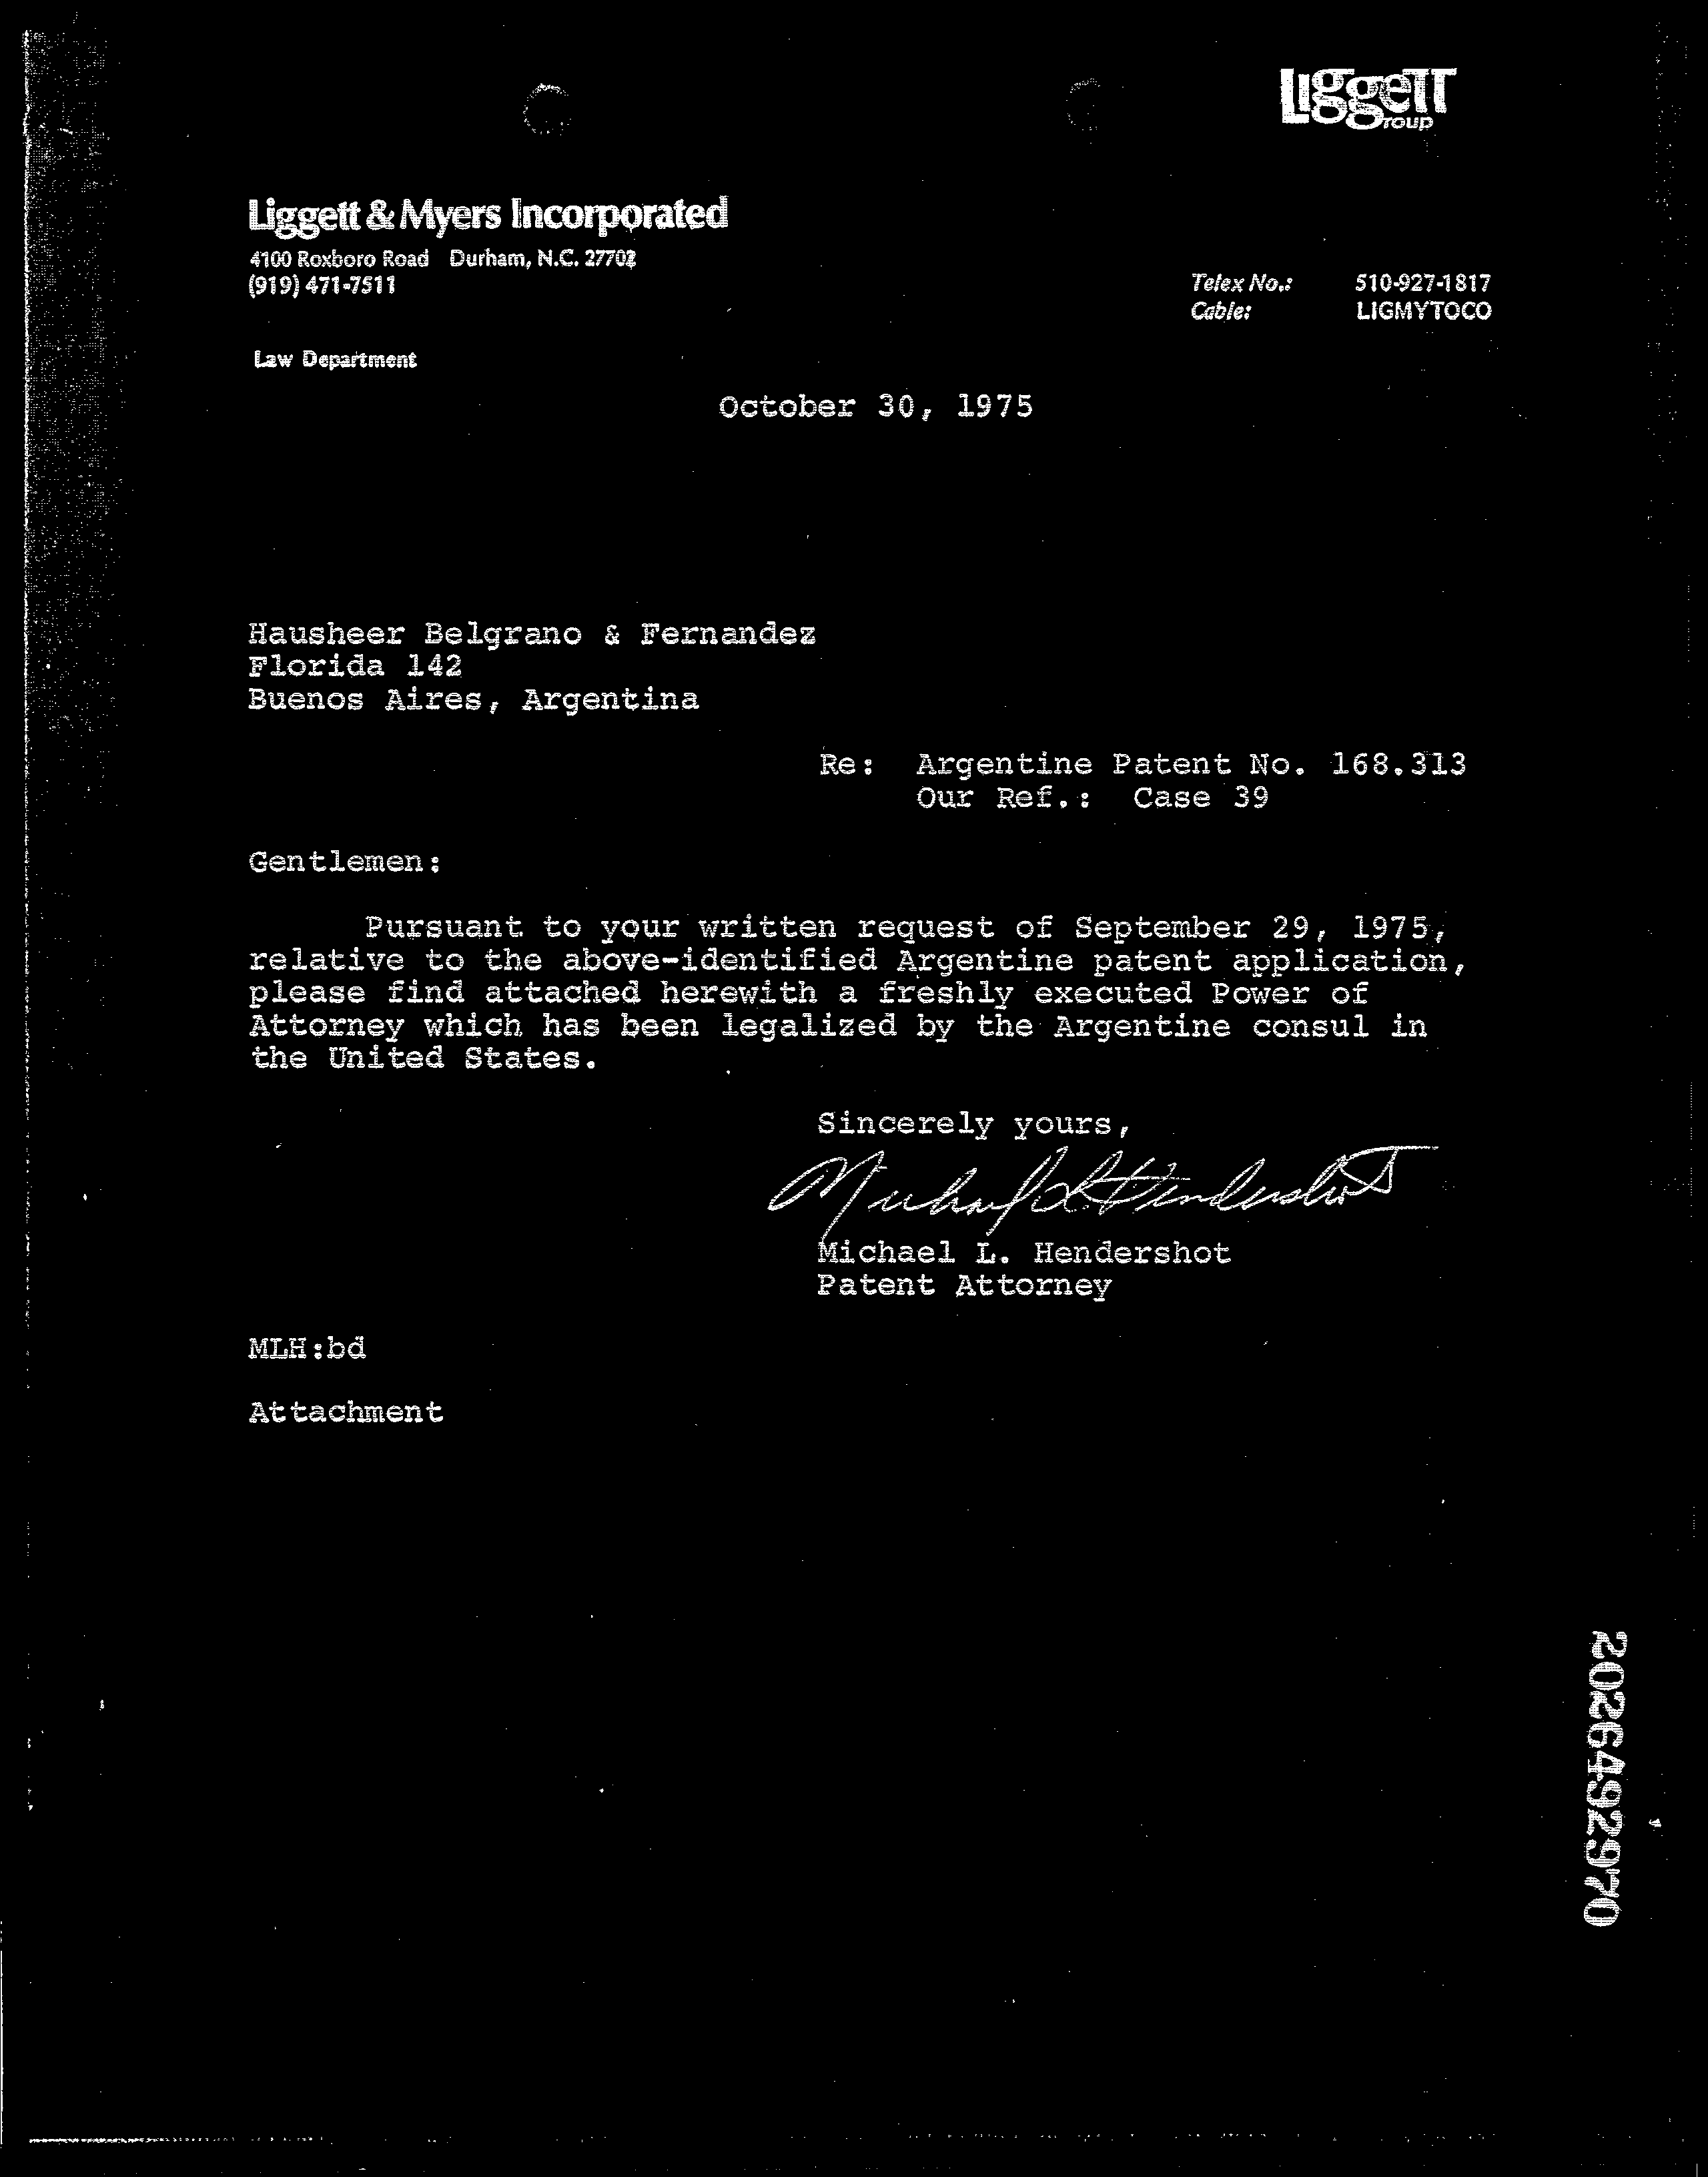 Liggett
Group
Liggett & Myers Incorporated
4100 Roxboro Road Durham, N.C. 27702
(919) 471-7511
Telex No.: 510-927-1817
Cable: LIGMYTOCO
Law Department
October 30, 1975
Hausheer Belgrano & Fernandez
Florida 142
Buenos Aires, Argentina
Re: Argentine Patent No. 168.313
Our Ref.: Case 39
Gentlemen:
Pursuant to your written request of September 29, 1975,
relative to the above-identified Argentine patent application,
please find attached herewith a freshly executed Power of
Attorney which has been legalized by the Argentine consul in
the United States.
Sincerely yours,
Michael L. Hendershot
Michael L. Hendershot
Patent Attorney
MLH:bd
Attachment
2026492970